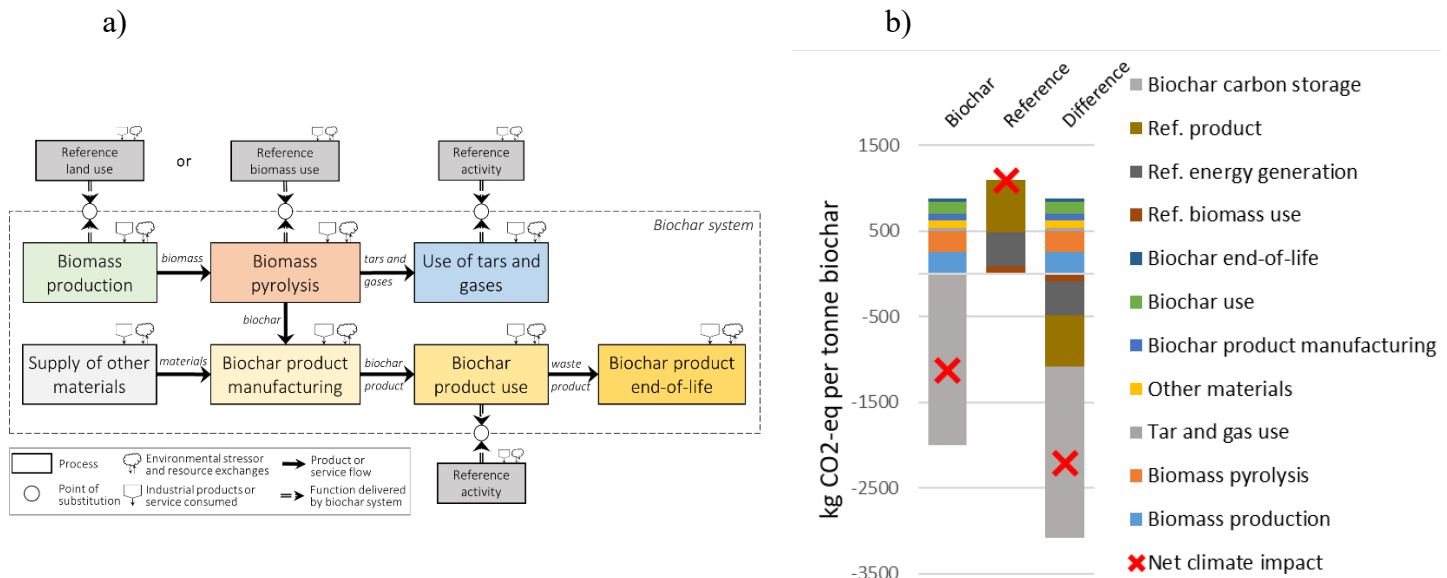 a)
Reference
land use
or
Reference
biomass use
Reference
activity
Biochar system
Biomass
production
biomass
Biomass
pyrolysis
tars and
gases
Use of tars and
gases
biochar
Supply of other
materials
materials
Biochar product
manufacturing
biochar
product
Biochar
product use
waste
product
Biochar product
end-of-life
Process
Environmental stressor
and resource exchanges
Product or
service flow
Point of
substitution
Industrial products or
service consumed
Function delivered
by biochar system
Reference
activity
b)
Biochar
Reference
Difference
kg CO2-eq per tonne biochar
1500
500
-500
-1500
-2500
-3500
Biochar carbon storage
Ref. product
Ref. energy generation
Ref. biomass use
Biochar end-of-life
Biochar use
Biochar product manufacturing
Other materials
Tar and gas use
Biomass pyrolysis
Biomass production
Net climate impact